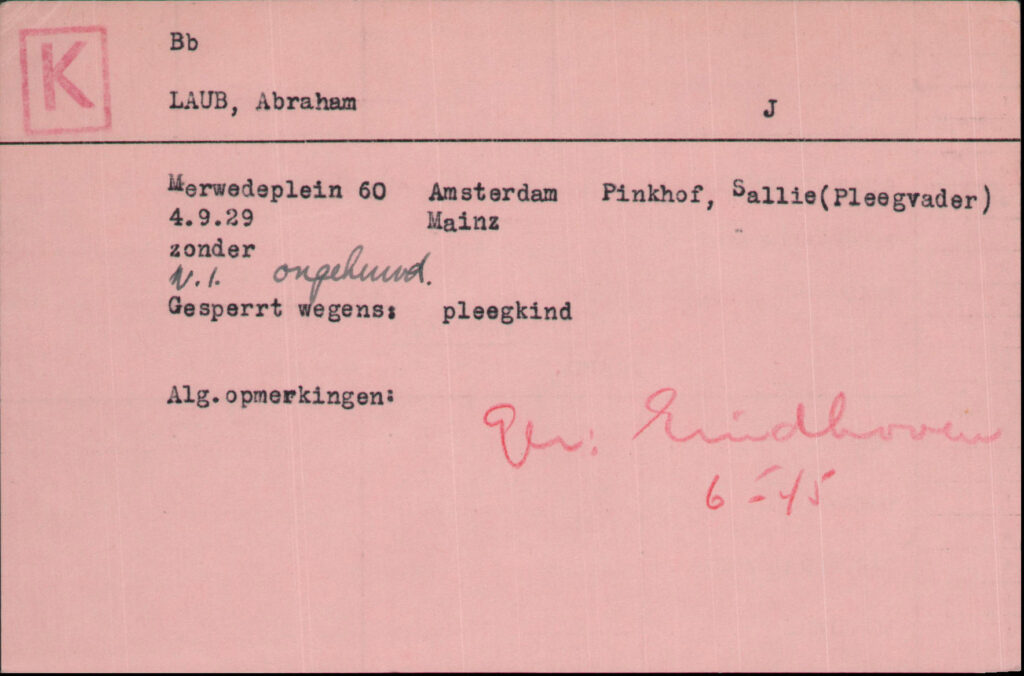 K
Bb
LAUB, Abraham J
Merwedeplein 60 Amsterdam Pinkhof, Sallie(Pleegvader)
4.9.29 Mainz
zonder
N.I. ongehuwd.
Gesperrt wegens: pleegkind
Alg.opmerkingen:
Ger: Eindhoven
6-45